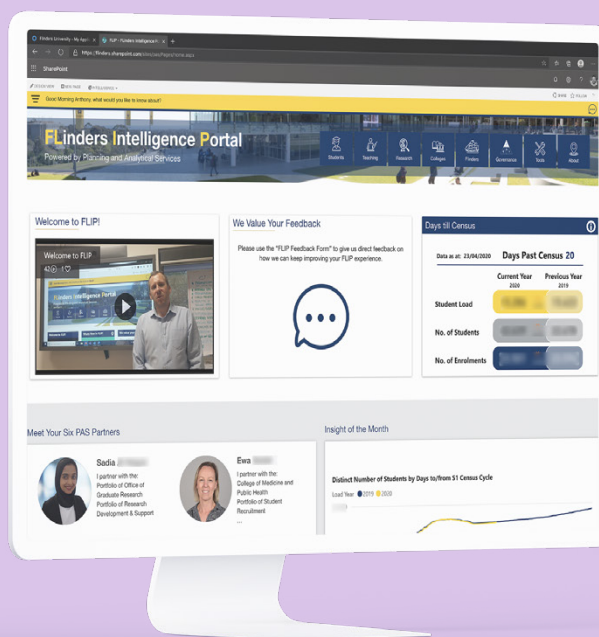 Flinders University - My Appl
FLIP - Flinders Intelligence P
https://flinders.sharepoint.com
SharePoint
Good Morning Anthony, what would you like to know about?
FLinders Intelligence Portal
Powered by Planning and Analytical Services
Students
Teaching
Research
Colleges
Flinders
Governance
Tools
About
Welcome to FLIP!
Welcome to FLIP
Flinders Intelligence Portal
We Value Your Feedback
Please use the "FLIP Feedback Form" to give us direct feedback on
how we can keep improving your FLIP experience.
Days till Census
Data as at: 23/04/2020 Days Past Census 20
Current Year Previous Year
2020 2019
Student Load
No. of Students
No. of Enrolments
Meet Your Six PAS Partners
Sadia
I partner with the:
Portfolio of Office of
Graduate Research
Portfolio of Research
Development & Support
Ewa
I partner with the:
College of Medicine and
Public Health
Portfolio of Student
Recruitment
...
Insight of the Month
Distinct Number of Students by Days to/from S1 Census Cycle
Load Year 2019 2020